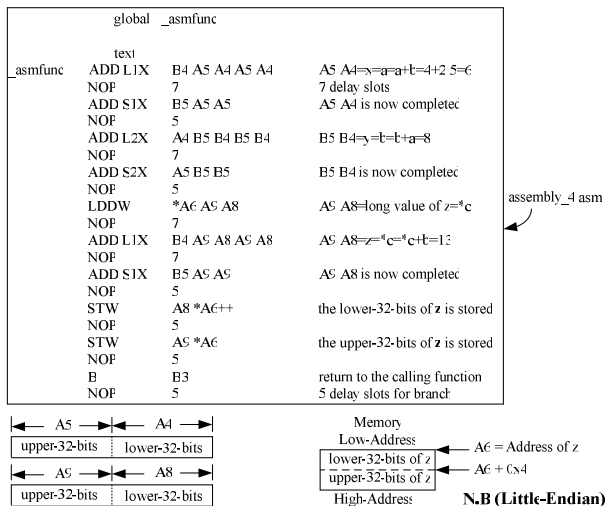 global _asmfunc
text
_asmfunc ADD L1X B4 A5 A4 A5 A4 A5 A4=x=a=a+b=4+2 5=6
NOP 7 7 delay slots
ADD S1X B5 A5 A5 A5 A4 is now completed
NOP 5
ADD L2X A4 B5 B4 B5 B4 B5 B4=y=b=b+a=8
NOP 7
ADD S2X A5 B5 B5 B5 B4 is now completed
NOP 5
LDDW *A6 A9 A8 A9 A8=long value of z=*c
NOP 7
ADD L1X B4 A9 A8 A9 A8 A9 A8=z=*c=*c+b=13
NOP 7
ADD S1X B5 A9 A9 A9 A8 is now completed
NOP 5
STW A8 *A6++ the lower-32-bits of z is stored
NOP 5
STW A9 *A6 the upper-32-bits of z is stored
NOP 5
B B3 return to the calling function
NOP 5 5 delay slots for branch
assembly_4 asm
A5 A4
upper-32-bits lower-32-bits
A9 A8
upper-32-bits lower-32-bits
Memory
Low-Address
lower-32-bits of z
upper-32-bits of z
High-Address
A6 = Address of z
A6 + 0x4
N.B (Little-Endian)